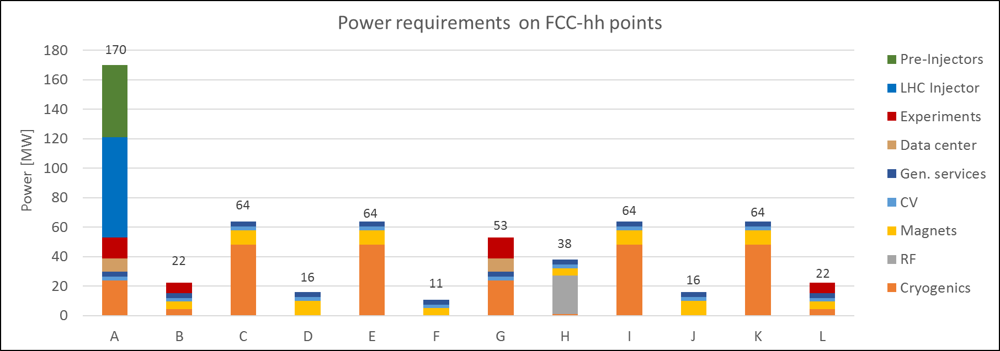 Power requirements on FCC-hh points
Power [MW]
180
160
140
120
100
80
60
40
20
0
170
22
64
16
64
11
53
38
64
16
64
22
A B C D E F G H I J K L
Pre-Injectors
LHC Injector
Experiments
Data center
Gen. services
CV
Magnets
RF
Cryogenics